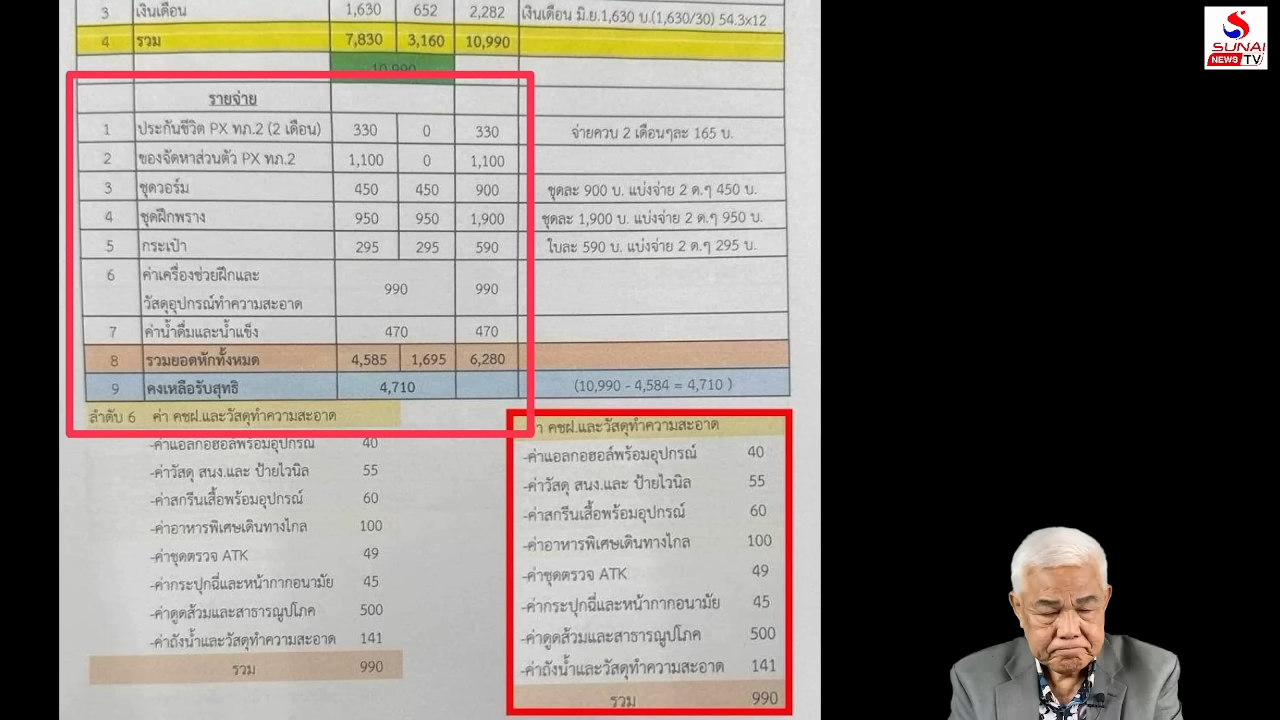 3 เงินเดือน 1,630 652 2,282 เงินเดือน มิ.ย.1,630 บ.(1,630/30) 54.3x12
4 รวม 7,830 3,160 10,990
10,990
รายจ่าย
1 ประกันชีวิต PX ทภ.2 (2 เดือน) 330 0 330 จ่ายควบ 2 เดือนๆละ 165 บ.
2 ของจัดหาส่วนตัว PX ทภ.2 1,100 0 1,100
3 ชุดวอร์ม 450 450 900 ชุดละ 900 บ. แบ่งจ่าย 2 ด.ๆ 450 บ.
4 ชุดฝึกพราง 950 950 1,900 ชุดละ 1,900 บ. แบ่งจ่าย 2 ด.ๆ 950 บ.
5 กระเป๋า 295 295 590 ใบละ 590 บ. แบ่งจ่าย 2 ด.ๆ 295 บ.
6 ค่าเครื่องช่วยฝึกและ
วัสดุอุปกรณ์ทำความสะอาด 990 990
7 ค่าน้ำดื่มและน้ำแข็ง 470 470
8 รวมยอดหักทั้งหมด 4,585 1,695 6,280
9 คงเหลือรับสุทธิ 4,710 (10,990 - 4,584 = 4,710 )
ลำดับ 6 ค่า คชฝ.และวัสดุทำความสะอาด
-ค่าแอลกอฮอล์พร้อมอุปกรณ์ 40
-ค่าวัสดุ สนง.และ ป้ายไวนิล 55
-ค่าสกรีนเสื้อพร้อมอุปกรณ์ 60
-ค่าอาหารพิเศษเดินทางไกล 100
-ค่าชุดตรวจ ATK 49
-ค่ากระปุกฉี่และหน้ากากอนามัย 45
-ค่าดูดส้วมและสาธารณูปโภค 500
-ค่าถังน้ำและวัสดุทำความสะอาด 141
รวม 990
า คชฝ.และวัสดุทำความสะอาด
-ค่าแอลกอฮอล์พร้อมอุปกรณ์ 40
-ค่าวัสดุ สนง.และ ป้ายไวนิล 55
-ค่าสกรีนเสื้อพร้อมอุปกรณ์ 60
-ค่าอาหารพิเศษเดินทางไกล 100
-ค่าชุดตรวจ ATK 49
-ค่ากระปุกฉี่และหน้ากากอนามัย 45
-ค่าดูดส้วมและสาธารณูปโภค 500
-ค่าถังน้ำและวัสดุทำความสะอาด 141
รวม 990
SUNAI
NEWS TV